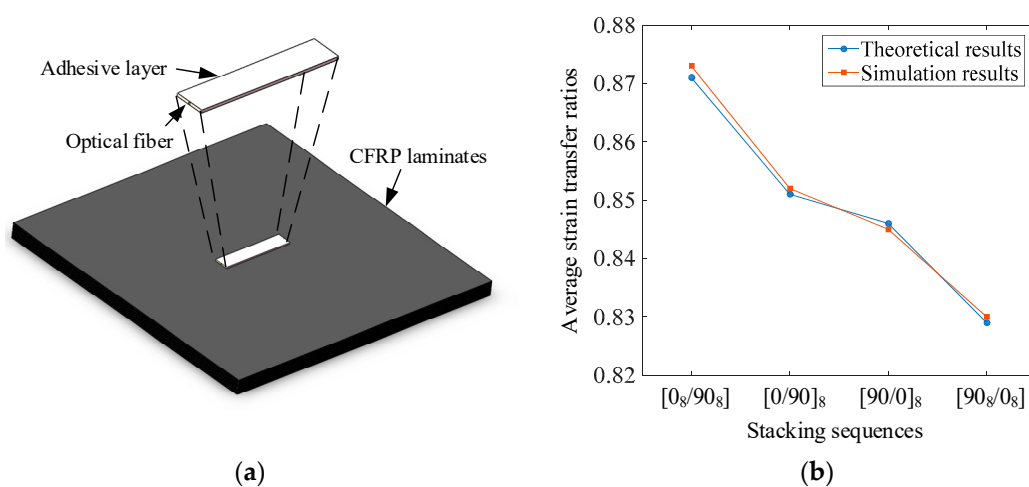 Adhesive layer
Optical fiber
CFRP laminates
(a)
Average strain transfer ratios
0.88
0.87
0.86
0.85
0.84
0.83
0.82
Theoretical results
Simulation results
[0₈/90₈]
[0/90]₈
[90/0]₈
[90₈/0₈]
Stacking sequences
(b)